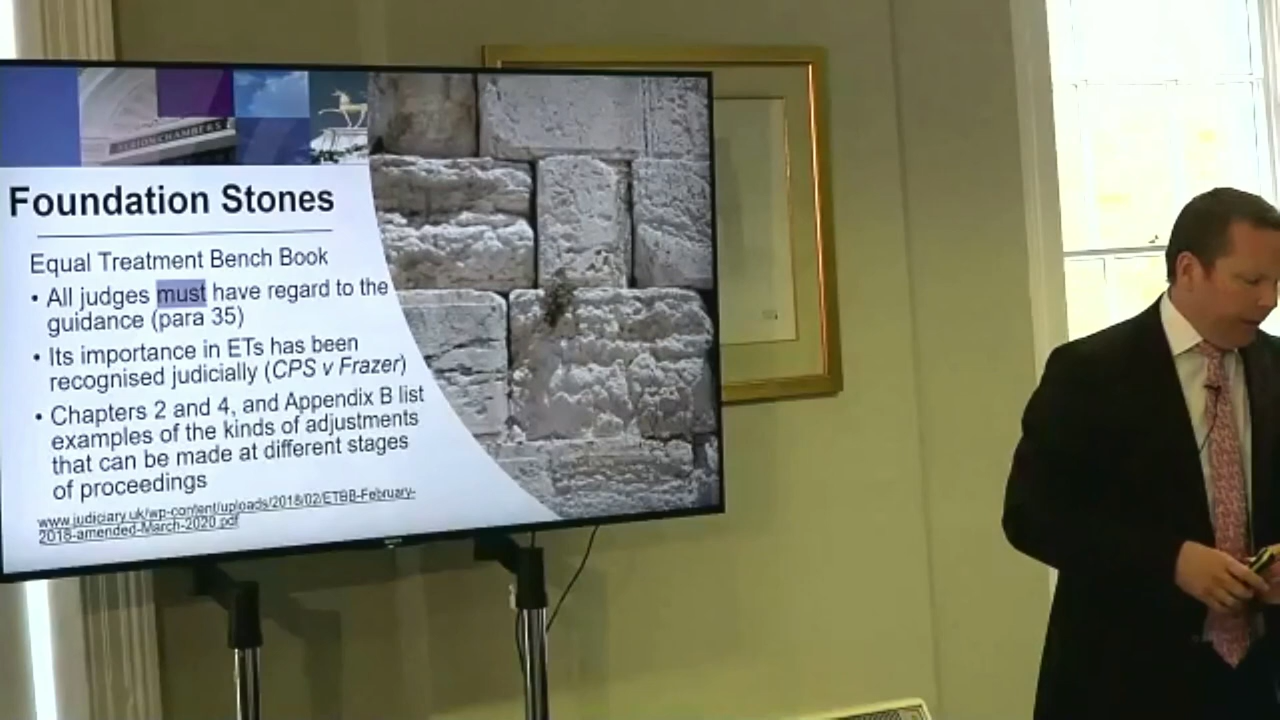 ALBION CHAMBERS
Foundation Stones
Equal Treatment Bench Book
• All judges must have regard to the
guidance (para 35)
• Its importance in ETs has been
recognised judicially (CPS v Frazer)
• Chapters 2 and 4, and Appendix B list
examples of the kinds of adjustments
that can be made at different stages
of proceedings
www.judiciary.uk/wp-content/uploads/2018/02/ETBB-February-
2018-amended-March-2020.pdf